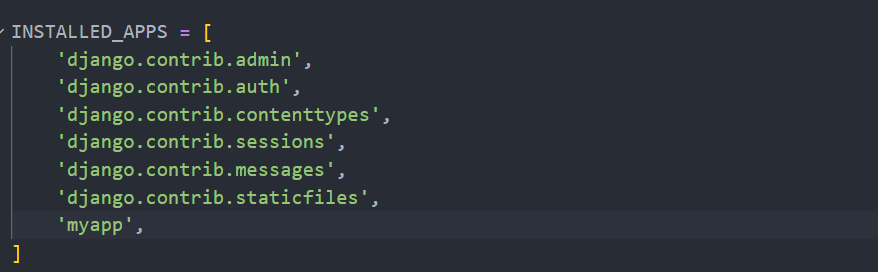 INSTALLED_APPS = [
    'django.contrib.admin',
    'django.contrib.auth',
    'django.contrib.contenttypes',
    'django.contrib.sessions',
    'django.contrib.messages',
    'django.contrib.staticfiles',
    'myapp',
]